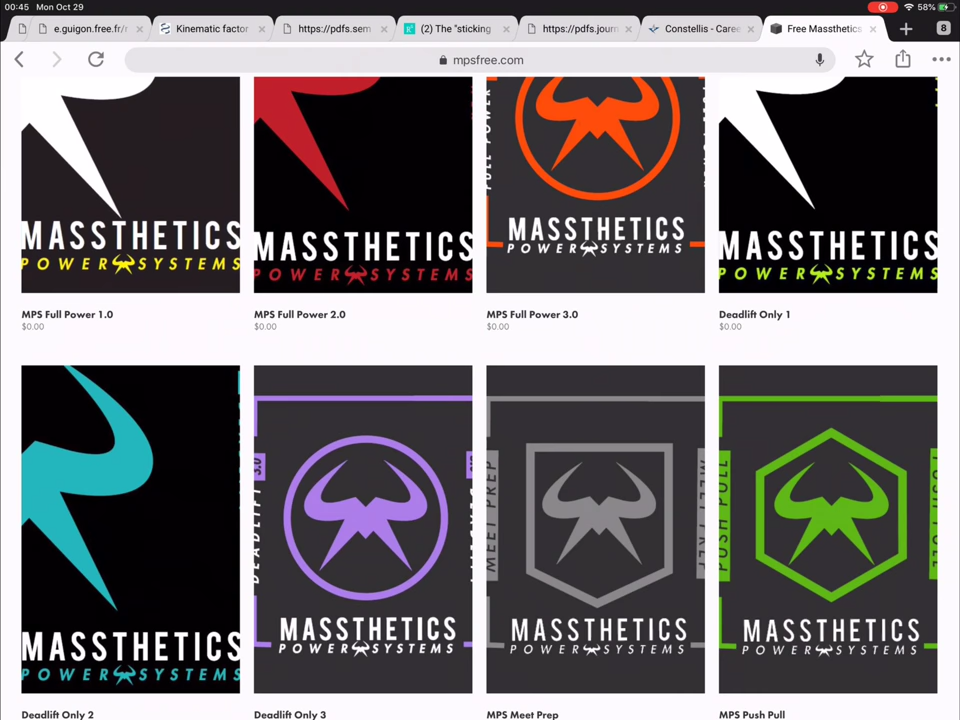 00:45 Mon Oct 29
58%
e.guigon.free.fr/r
Kinematic factor
https://pdfs.sem
(2) The "sticking
https://pdfs.journ
Constellis - Caree
Free Massthetics
8
mpsfree.com
MASSTHETICS
POWER SYSTEMS
MASSTHETICS
POWER SYSTEMS
FULL POWER
MASSTHETICS
POWER SYSTEMS
MASSTHETICS
POWER SYSTEMS
MPS Full Power 1.0
$0.00
MPS Full Power 2.0
$0.00
MPS Full Power 3.0
$0.00
Deadlift Only 1
$0.00
MASSTHETICS
POWER SYSTEMS
DEADLIFT 3.0
MASSTHETICS
POWER SYSTEMS
MEET PREP
MEET PREP
MASSTHETICS
POWER SYSTEMS
PUSH PULL
PUSH PULL
MASSTHETICS
POWER SYSTEMS
Deadlift Only 2
Deadlift Only 3
MPS Meet Prep
MPS Push Pull